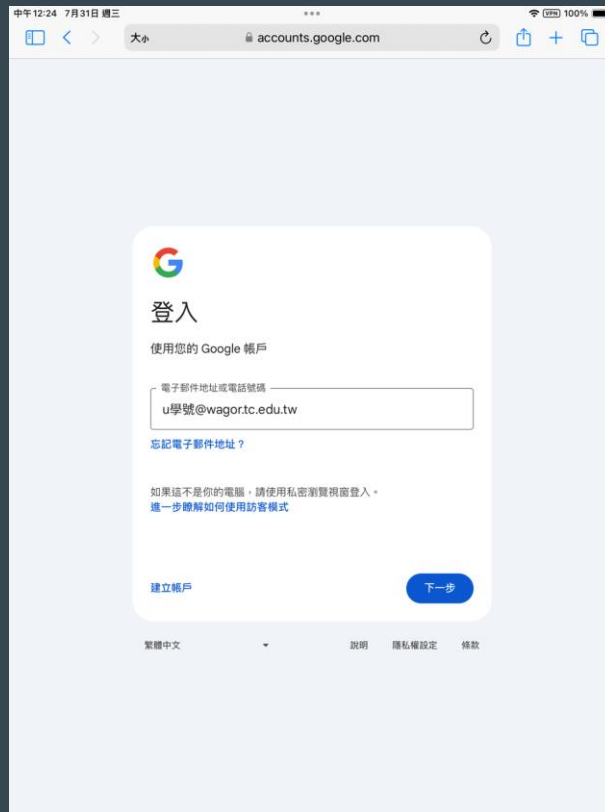 中午12:24 7月31日 週三
VPN 100%
大小 accounts.google.com
登入
使用您的 Google 帳戶
電子郵件地址或電話號碼
u學號@wagor.tc.edu.tw
忘記電子郵件地址？
如果這不是你的電腦，請使用私密瀏覽視窗登入。
進一步瞭解如何使用訪客模式
建立帳戶 下一步
繁體中文 說明 隱私權設定 條款